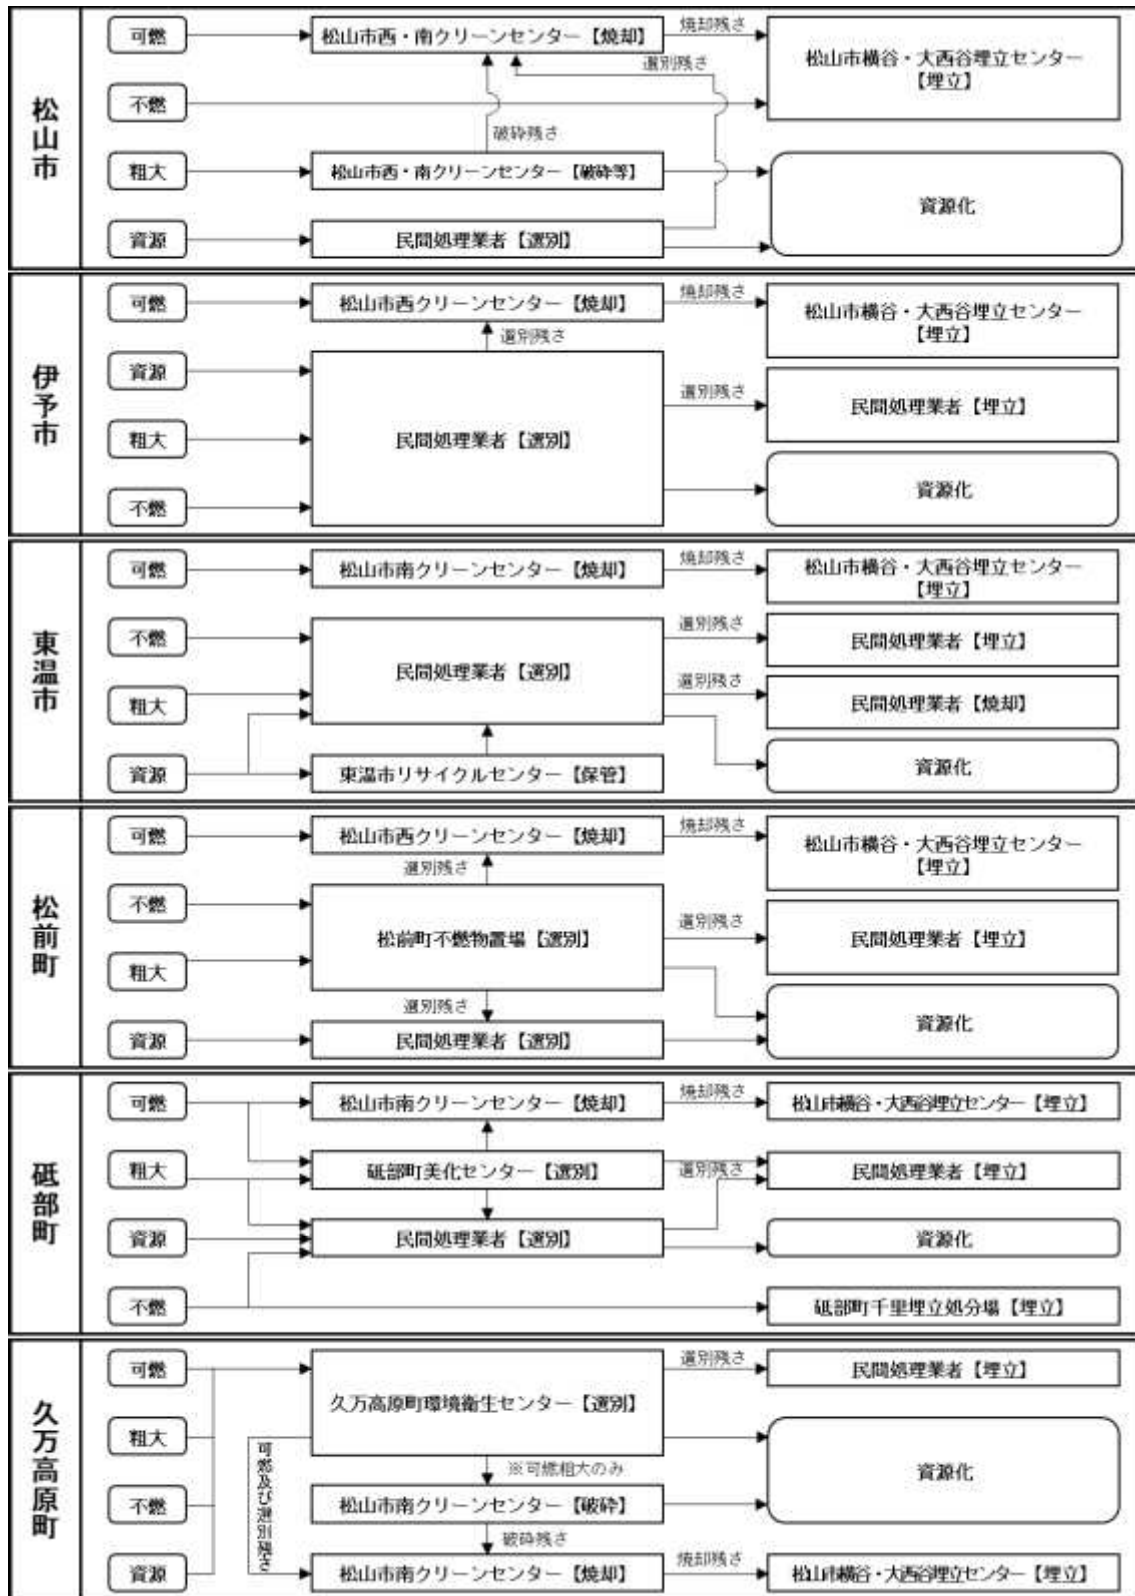 松山市
可燃
松山市西・南クリーンセンター【焼却】
焼却残さ
松山市横谷・大西谷埋立センター
【埋立】
選別残さ
不燃
破砕残さ
粗大
松山市西・南クリーンセンター【破砕等】
資源化
資源
民間処理業者【選別】
伊予市
可燃
松山市西クリーンセンター【焼却】
焼却残さ
松山市横谷・大西谷埋立センター
【埋立】
選別残さ
資源
選別残さ
民間処理業者【埋立】
粗大
民間処理業者【選別】
資源化
不燃
東温市
可燃
松山市南クリーンセンター【焼却】
焼却残さ
松山市横谷・大西谷埋立センター
【埋立】
不燃
選別残さ
民間処理業者【埋立】
民間処理業者【選別】
選別残さ
粗大
民間処理業者【焼却】
資源
東温市リサイクルセンター【保管】
資源化
松前町
可燃
松山市西クリーンセンター【焼却】
焼却残さ
松山市横谷・大西谷埋立センター
【埋立】
選別残さ
不燃
松前町不燃物置場【選別】
選別残さ
民間処理業者【埋立】
粗大
選別残さ
資源化
資源
民間処理業者【選別】
砥部町
可燃
松山市南クリーンセンター【焼却】
焼却残さ
松山市横谷・大西谷埋立センター【埋立】
粗大
砥部町美化センター【選別】
選別残さ
民間処理業者【埋立】
資源
民間処理業者【選別】
資源化
不燃
砥部町千里埋立処分場【埋立】
久万高原町
可燃
選別残さ
民間処理業者【埋立】
久万高原町環境衛生センター【選別】
粗大
可燃及び選別残さ
※可燃粗大のみ
資源化
不燃
松山市南クリーンセンター【破砕】
破砕残さ
資源
松山市南クリーンセンター【焼却】
焼却残さ
松山市横谷・大西谷埋立センター【埋立】